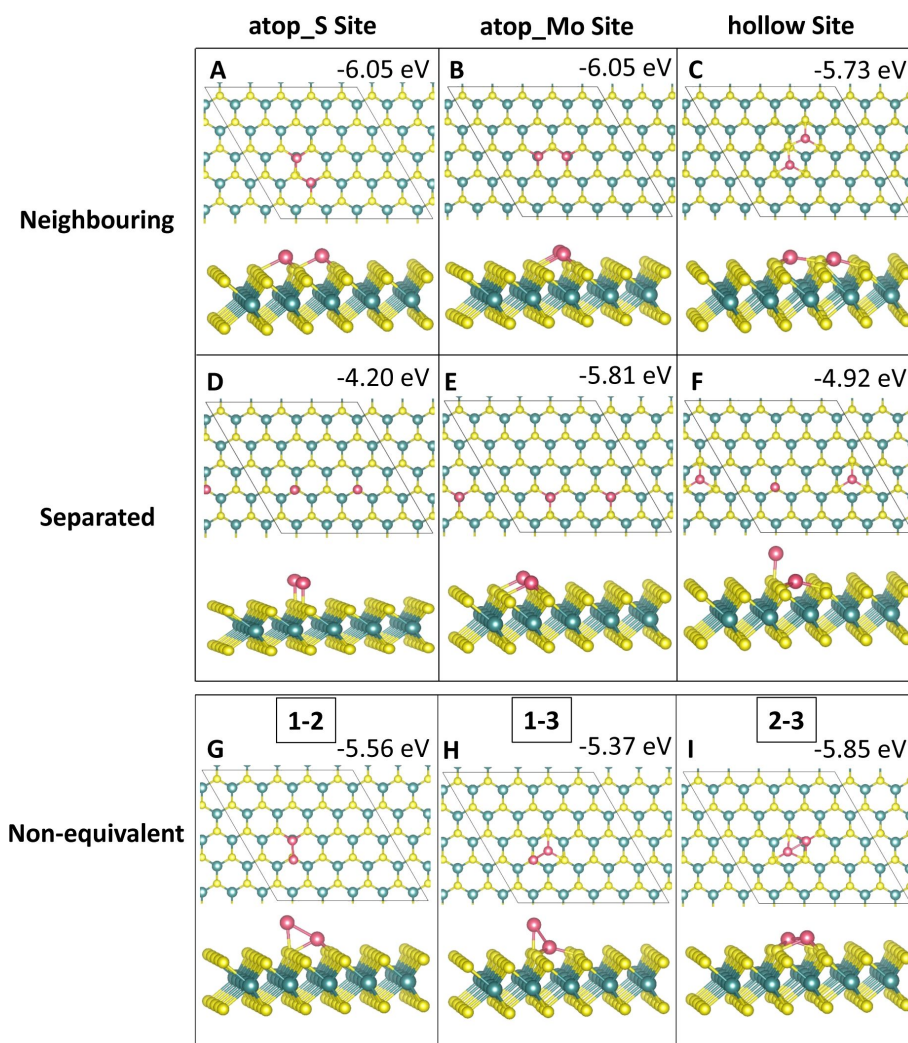 atop_S Site atop_Mo Site hollow Site
A -6.05 eV B -6.05 eV C -5.73 eV
Neighbouring
D -4.20 eV E -5.81 eV F -4.92 eV
Separated
1-2 1-3 2-3
G -5.56 eV H -5.37 eV I -5.85 eV
Non-equivalent